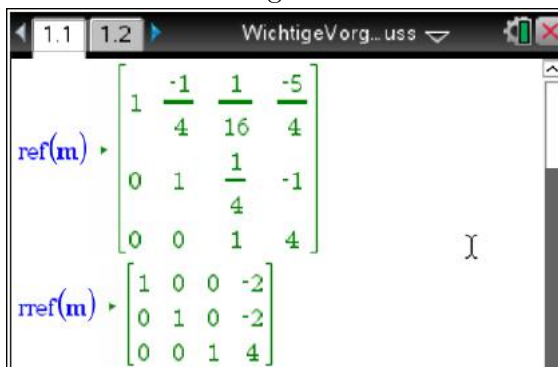 1.1 1.2 WichtigeVorg…uss
ref(m) ▸ [1 -1/4 1/16 -5/4
0 1 1/4 -1
0 0 1 4]
rref(m) ▸ [1 0 0 -2
0 1 0 -2
0 0 1 4]